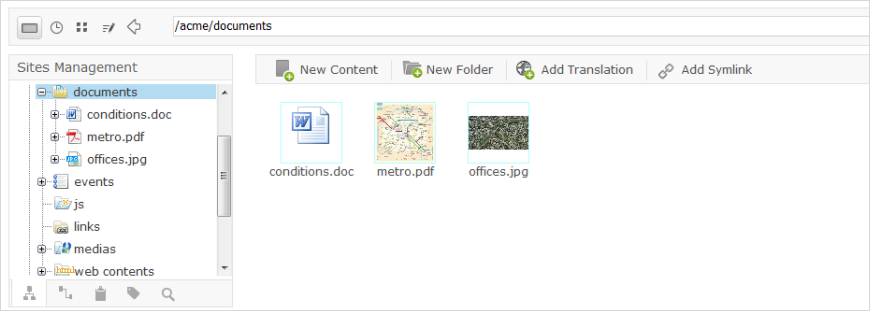 /acme/documents
Sites Management
documents
conditions.doc
metro.pdf
offices.jpg
events
js
links
medias
web contents
New Content
New Folder
Add Translation
Add Symlink
conditions.doc
metro.pdf
offices.jpg